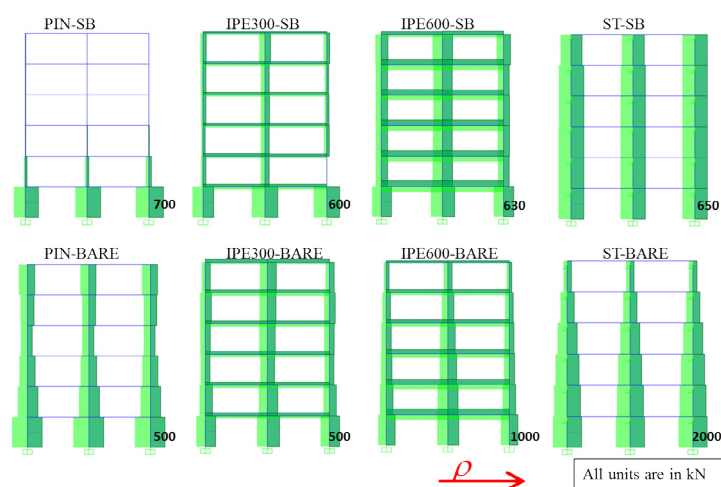 PIN-SB IPE300-SB IPE600-SB ST-SB
700 600 630 650
PIN-BARE IPE300-BARE IPE600-BARE ST-BARE
500 500 1000 2000
ρ
All units are in kN